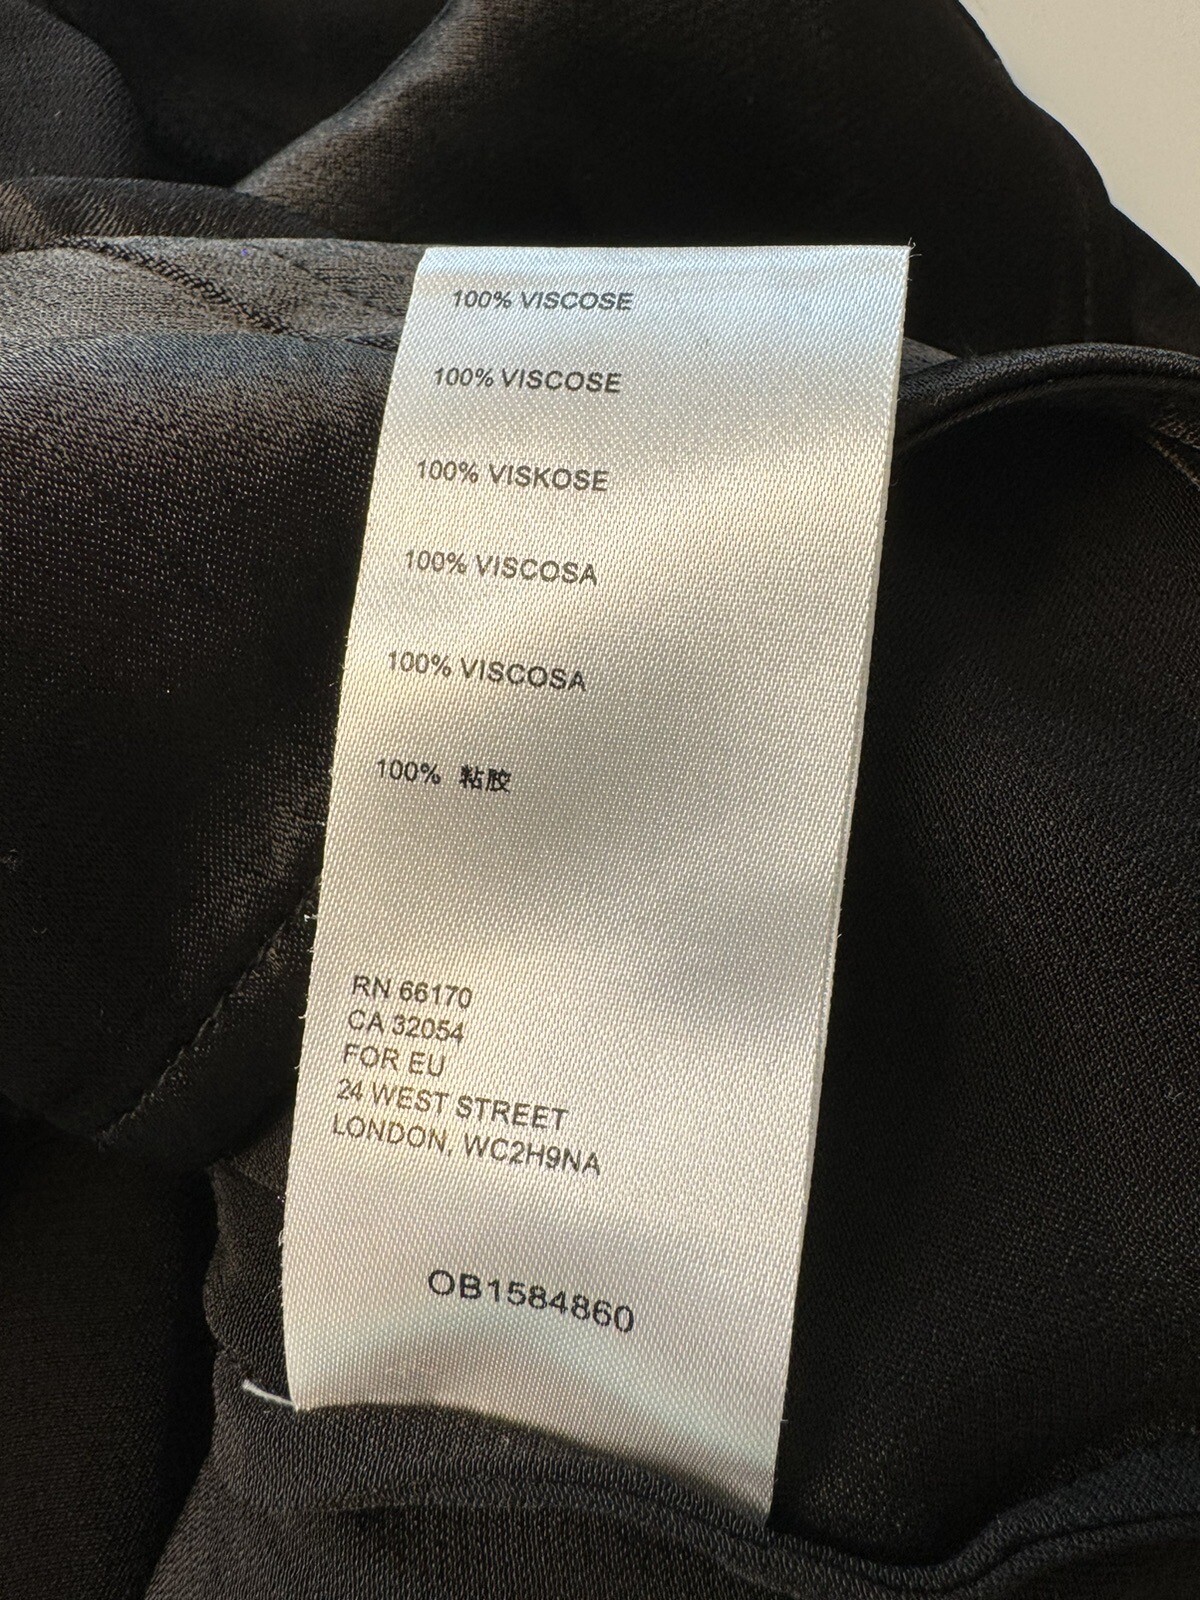 100% VISCOSE
100% VISCOSE
100% VISKOSE
100% VISCOSA
100% VISCOSA
100% 粘胶
RN 66170
CA 32054
FOR EU
24 WEST STREET
LONDON, WC2H9NA
OB1584860